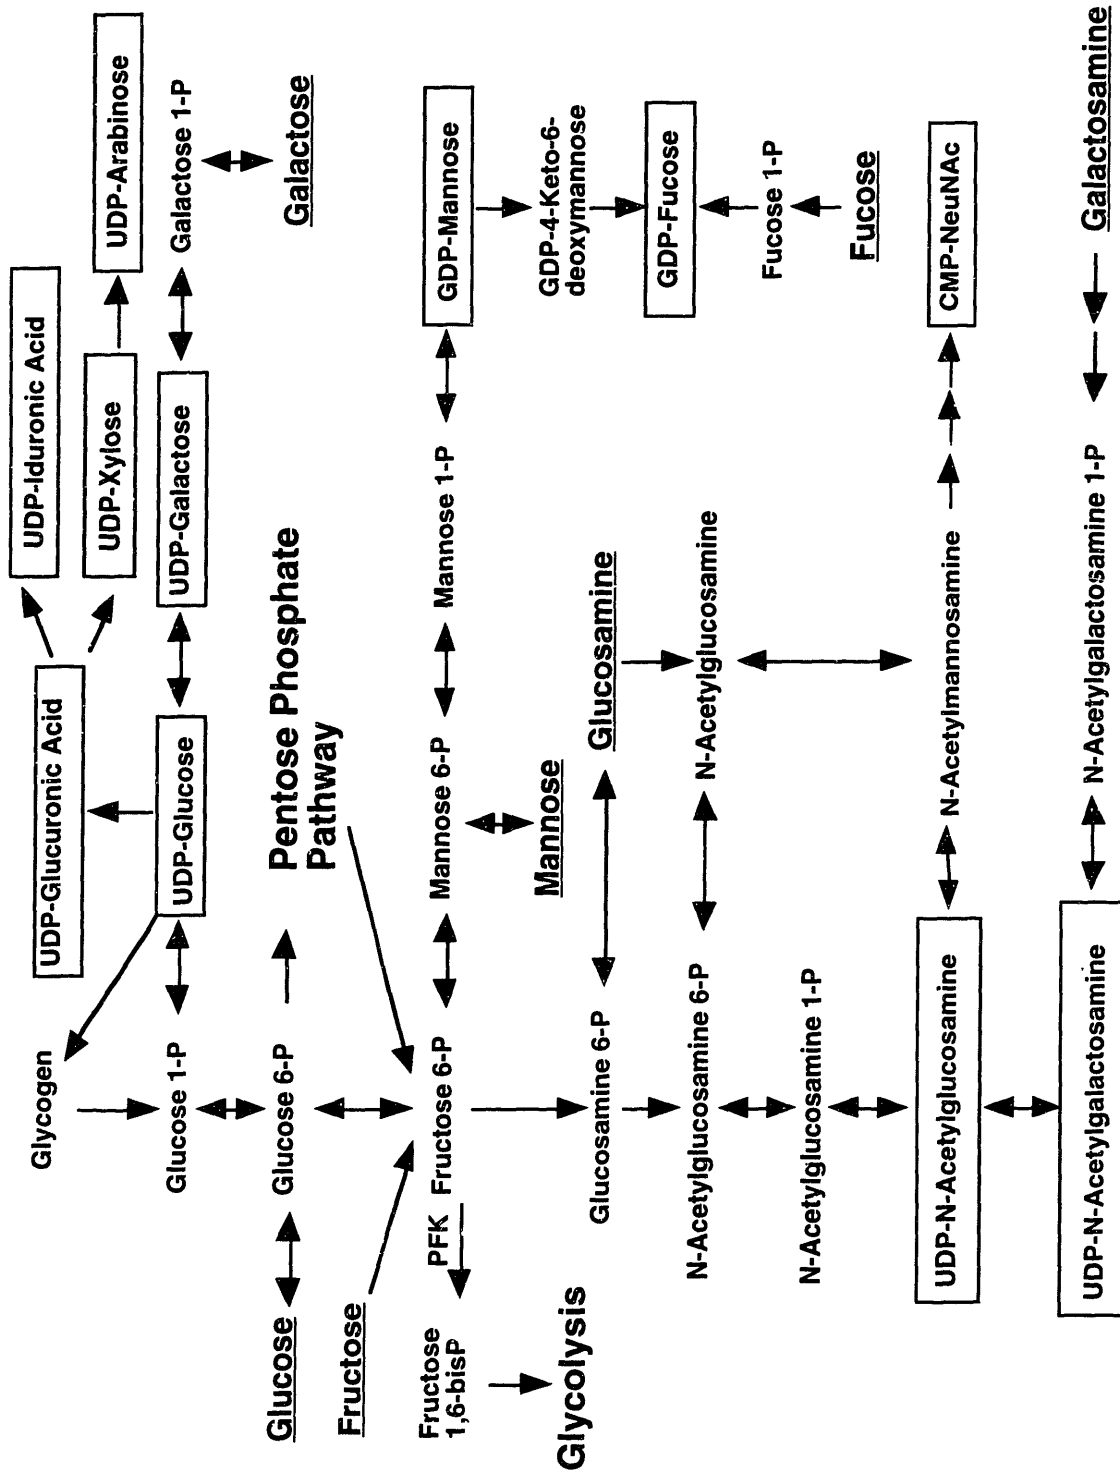 Glycogen
UDP-Glucuronic Acid
UDP-Iduronic Acid
UDP-Xylose
UDP-Arabinose
Glucose 1-P
UDP-Glucose
UDP-Galactose
Galactose 1-P
Galactose
Glucose
Glucose 6-P
Pentose Phosphate
Pathway
Fructose
Fructose
1,6-bisP
PFK
Fructose 6-P
Mannose 6-P
Mannose 1-P
GDP-Mannose
Glycolysis
Mannose
GDP-4-Keto-6-
deoxymannose
Glucosamine 6-P
Glucosamine
GDP-Fucose
N-Acetylglucosamine 6-P
N-Acetylglucosamine
Fucose 1-P
N-Acetylglucosamine 1-P
Fucose
UDP-N-Acetylglucosamine
N-Acetylmannosamine
CMP-NeuNAc
UDP-N-Acetylgalactosamine
N-Acetylgalactosamine 1-P
Galactosamine